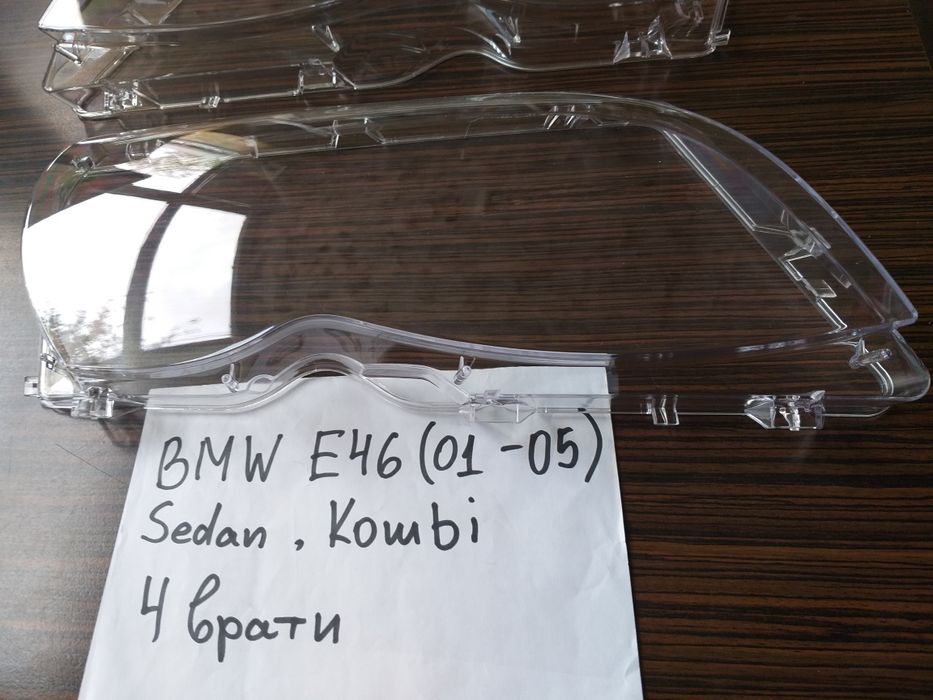 BMW E46 (01-05)
Sedan, Kombi
4 врати